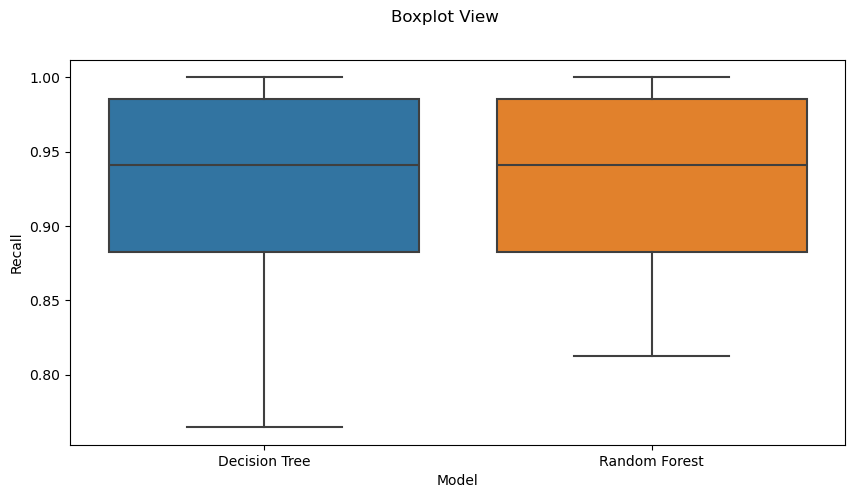 Boxplot View
1.00
0.95
0.90
0.85
0.80
Recall
Decision Tree
Random Forest
Model